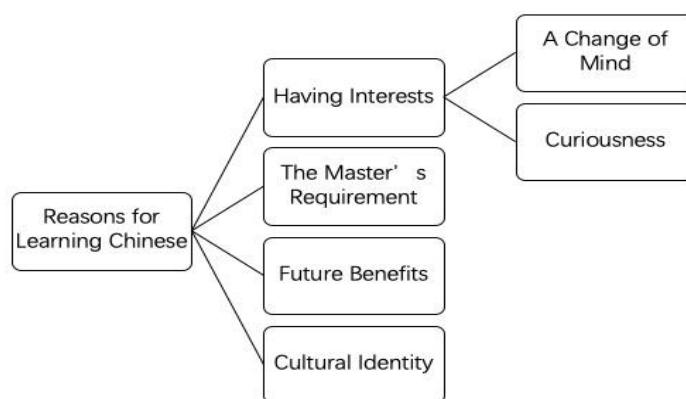 A Change of
Mind
Having Interests
Curiousness
The Master’ s
Requirement
Reasons for
Learning Chinese
Future Benefits
Cultural Identity